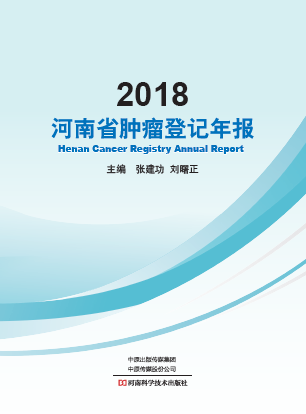 2018
河南省肿瘤登记年报
Henan Cancer Registry Annual Report
主编 张建功 刘曙正
中原出版传媒集团
中原传媒股份公司
河南科学技术出版社